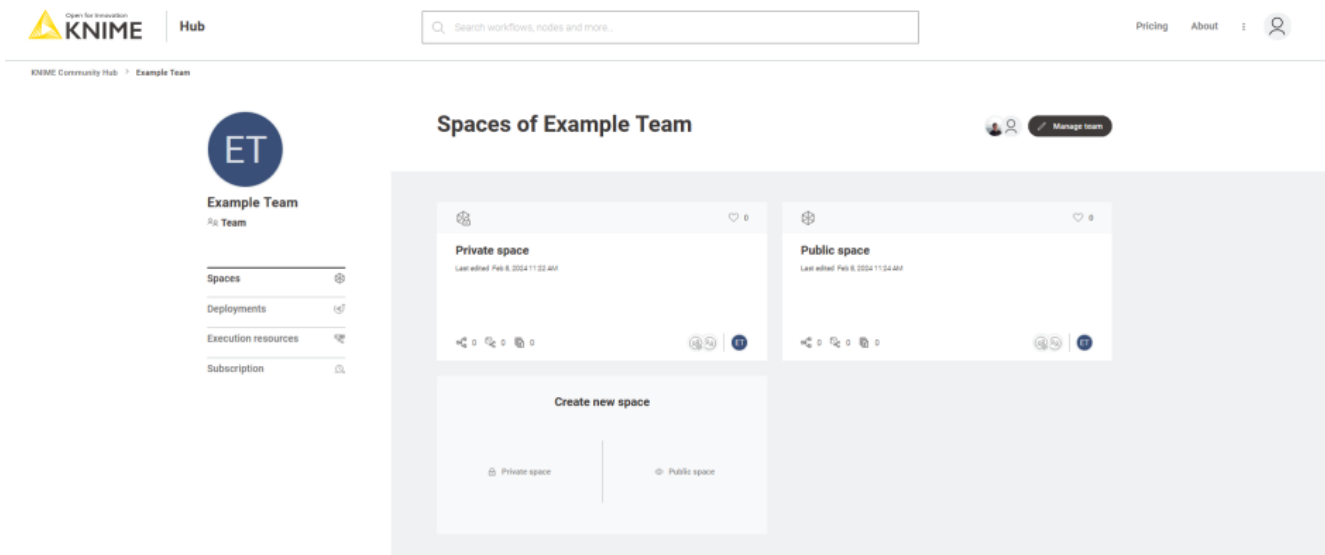 Open for Innovation
KNIME
Hub
Search workflows, nodes and more...
Pricing
About
KNIME Community Hub > Example Team
ET
Spaces of Example Team
Manage team
Example Team
Team
Spaces
Deployments
Execution resources
Subscription
0
Private space
Last edited Feb 8, 2024 11:22 AM
0 0 0
ET
0
Public space
Last edited Feb 8, 2024 11:24 AM
0 0 0
ET
Create new space
Private space
Public space